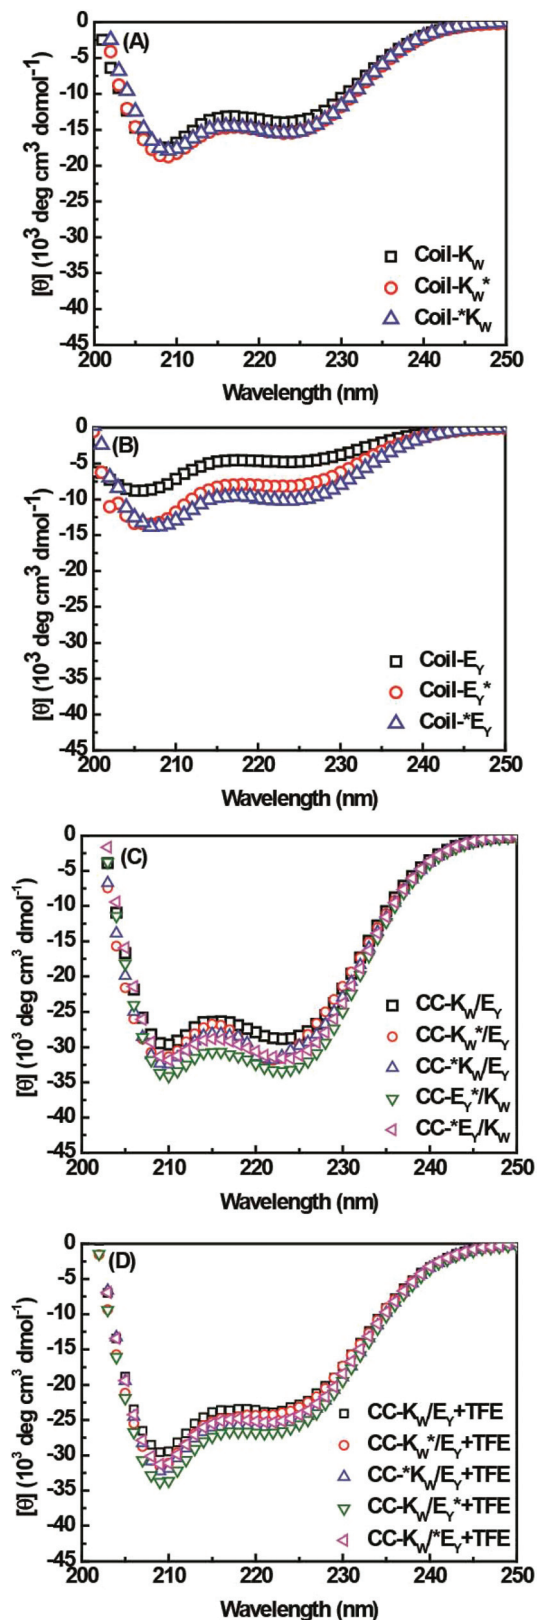 (A)
0
-5
-10
-15
-20
-25
-30
-35
-40
-45
[θ] (10³ deg cm³ domol⁻¹)
Coil-K_W
Coil-K_W*
Coil-*K_W
200 210 220 230 240 250
Wavelength (nm)
(B)
0
-5
-10
-15
-20
-25
-30
-35
-40
-45
[θ] (10³ deg cm³ dmol⁻¹)
Coil-E_Y
Coil-E_Y*
Coil-*E_Y
200 210 220 230 240 250
Wavelength (nm)
(C)
0
-5
-10
-15
-20
-25
-30
-35
-40
-45
[θ] (10³ deg cm³ dmol⁻¹)
CC-K_W/E_Y
CC-K_W*/E_Y
CC-*K_W/E_Y
CC-E_Y*/K_W
CC-*E_Y/K_W
200 210 220 230 240 250
Wavelength (nm)
(D)
0
-5
-10
-15
-20
-25
-30
-35
-40
-45
[θ] (10³ deg cm³ dmol⁻¹)
CC-K_W/E_Y+TFE
CC-K_W*/E_Y+TFE
CC-*K_W/E_Y+TFE
CC-K_W/E_Y*+TFE
CC-K_W/*E_Y+TFE
200 210 220 230 240 250
Wavelength (nm)